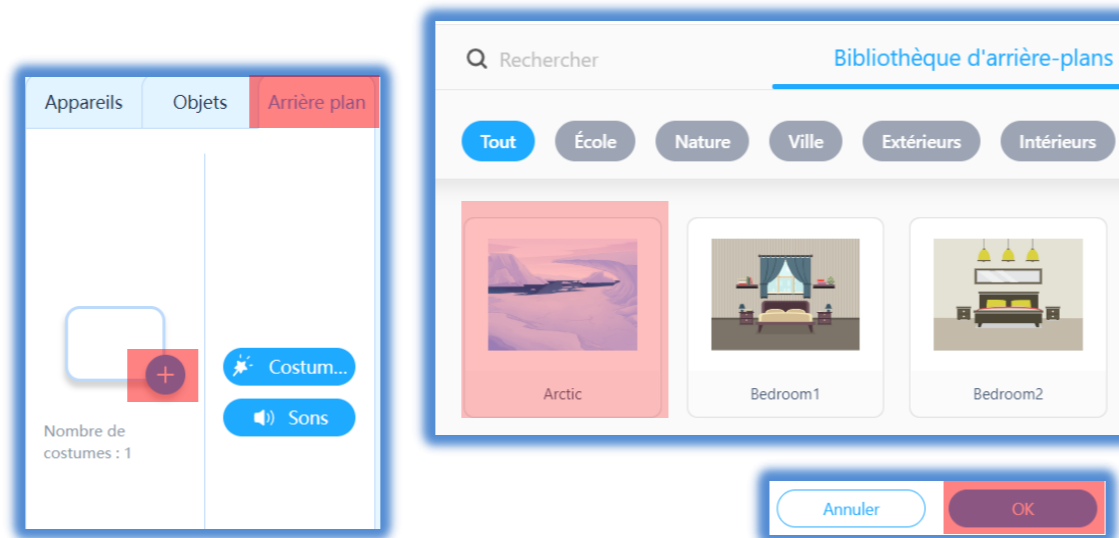 Appareils Objets Arrière plan
Costum...
Sons
Nombre de
costumes : 1
Rechercher Bibliothèque d'arrière-plans
Tout École Nature Ville Extérieurs Intérieurs
Arctic Bedroom1 Bedroom2
Annuler OK